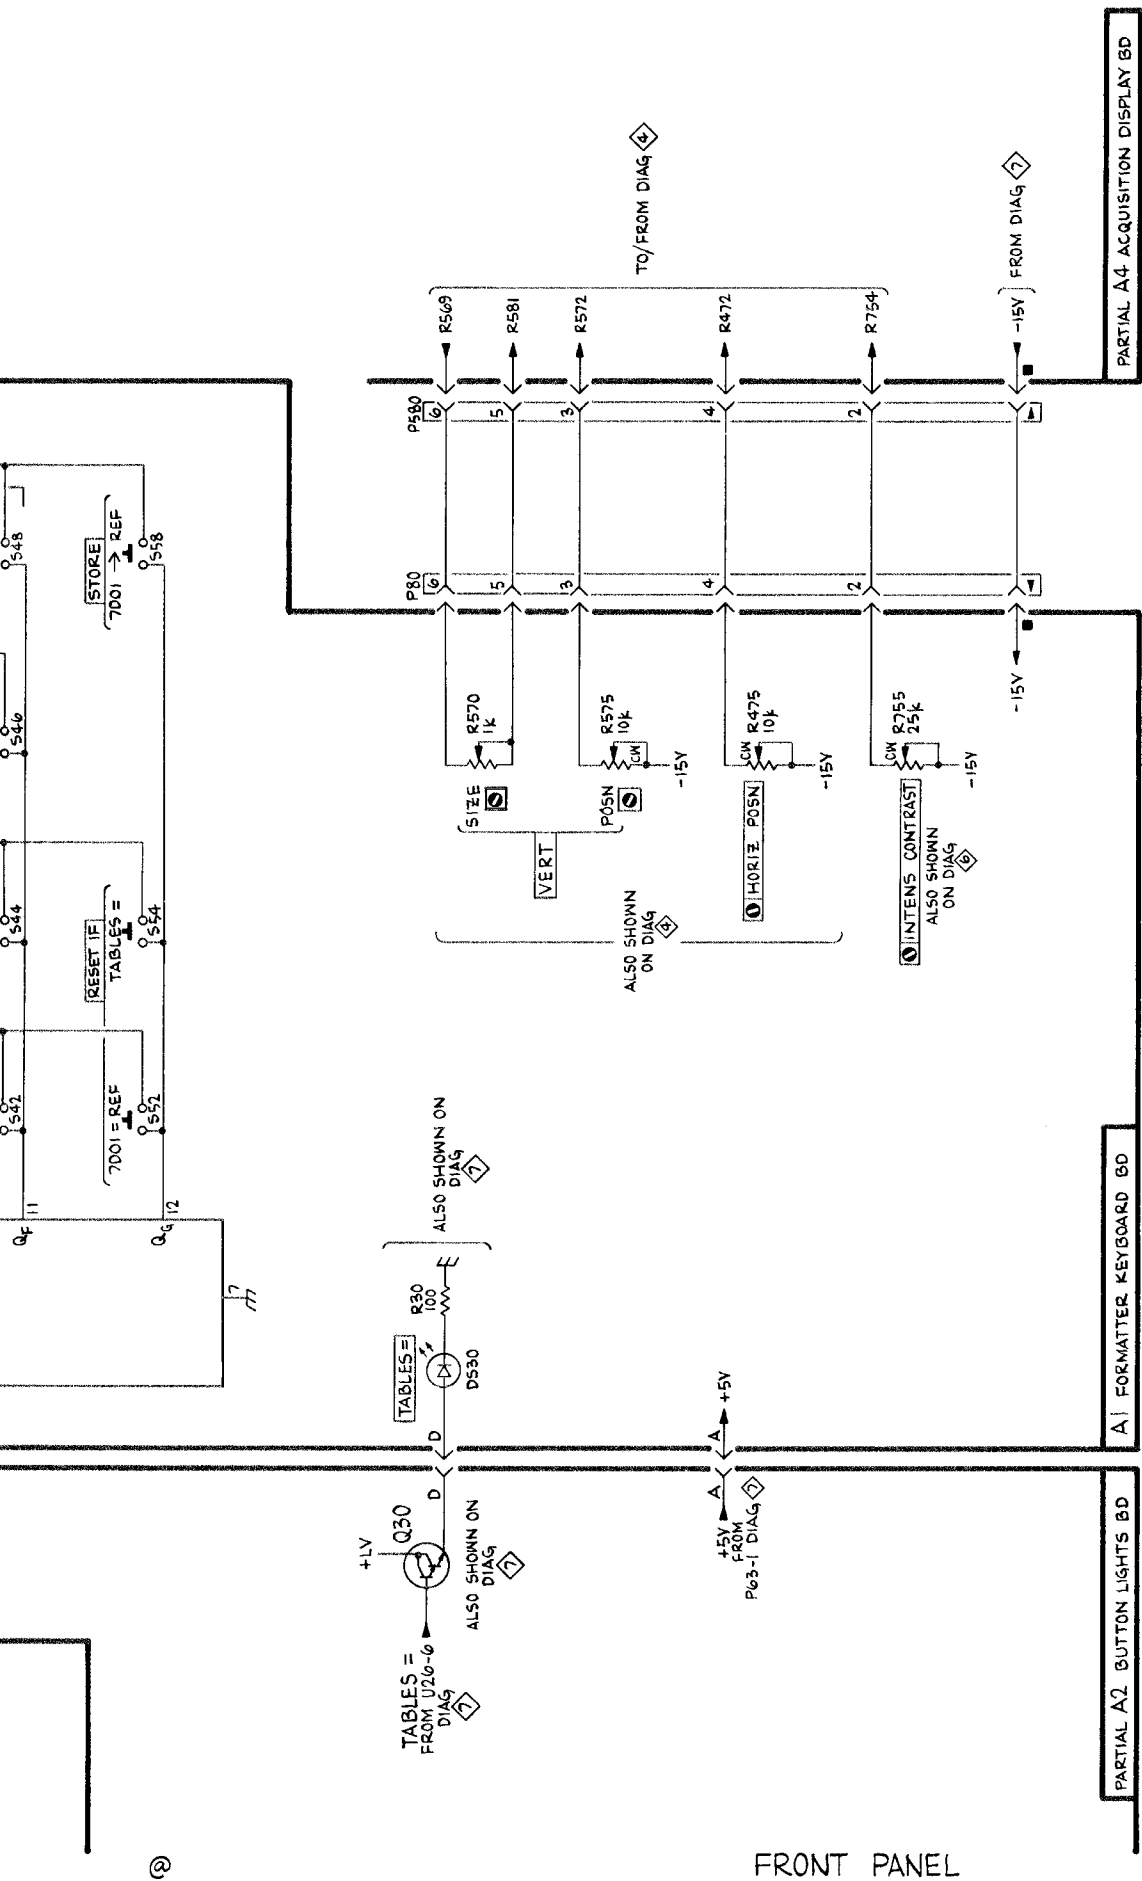 S42
S44
S46
S48
QF 11
7D01 = REF
RESET IF
TABLES =
STORE
7D01 → REF
S52
S54
S58
QG 12
7
TABLES =
FROM U26-6
DIAG 7
+LV
Q30
D
ALSO SHOWN ON
DIAG 7
TABLES =
D
DS30
R30
100
ALSO SHOWN ON
DIAG 7
+5V
FROM
P63-1 DIAG 7
A
A
+5V
ALSO SHOWN
ON DIAG 4
VERT
SIZE
R570
1k
POSN
R575
10k
CW
-15V
HORIZ POSN
CW
R475
10k
-15V
INTENS CONTRAST
ALSO SHOWN
ON DIAG 6
CW
R755
25k
-15V
-15V
P80
6
5
3
4
2
P580
6
5
3
4
2
R569
R581
R572
R472
R754
TO/FROM DIAG 4
-15V
FROM DIAG 7
PARTIAL A2 BUTTON LIGHTS BD
A1 FORMATTER KEYBOARD BD
PARTIAL A4 ACQUISITION DISPLAY BD
@
FRONT PANEL